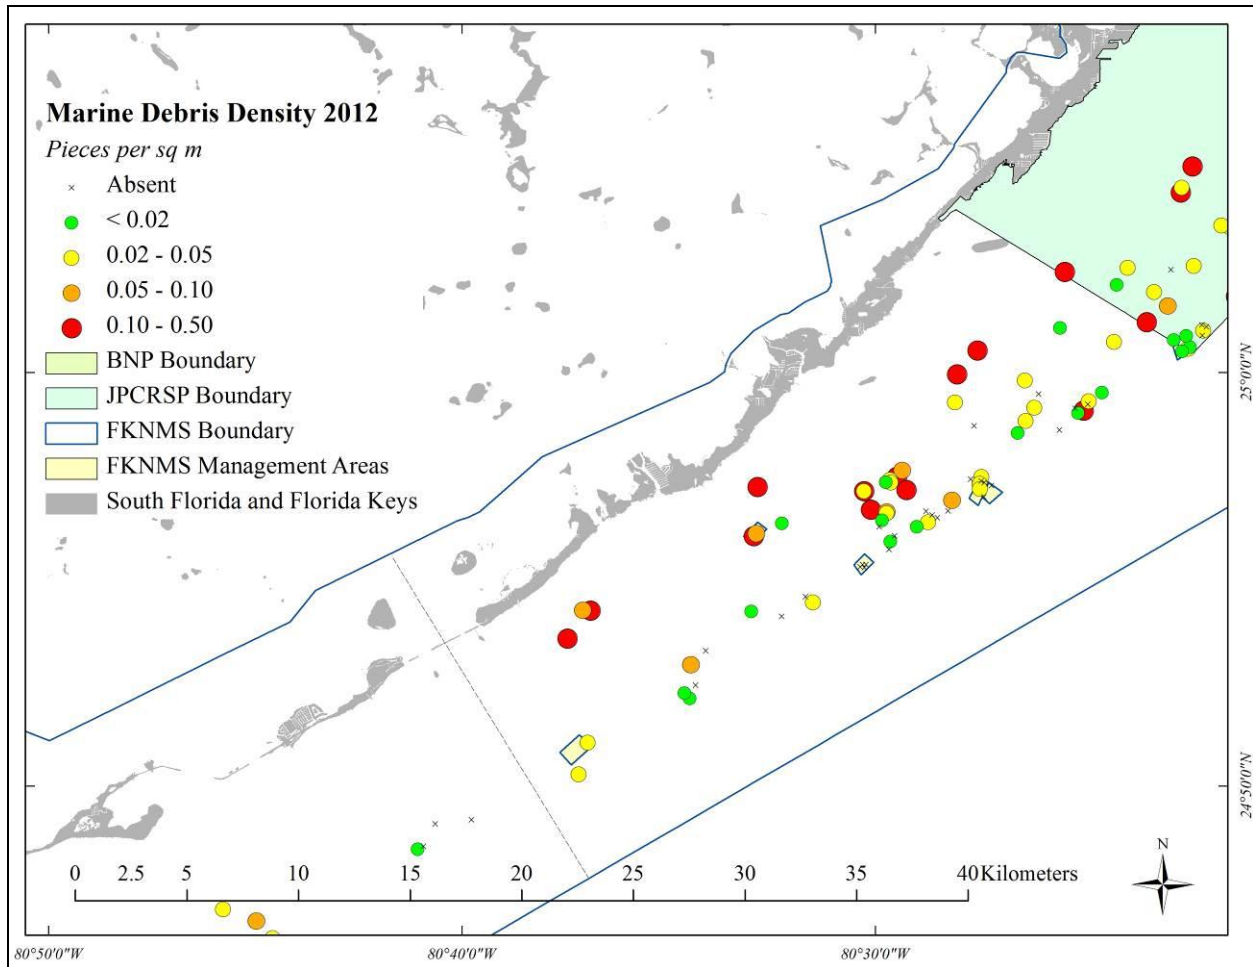 Marine Debris Density 2012
Pieces per sq m
Absent
< 0.02
0.02 - 0.05
0.05 - 0.10
0.10 - 0.50
BNP Boundary
JPCRSP Boundary
FKNMS Boundary
FKNMS Management Areas
South Florida and Florida Keys
25°0'0"N
24°50'0"N
0 2.5 5 10 15 20 25 30 35 40 Kilometers
N
80°50'0"W 80°40'0"W 80°30'0"W